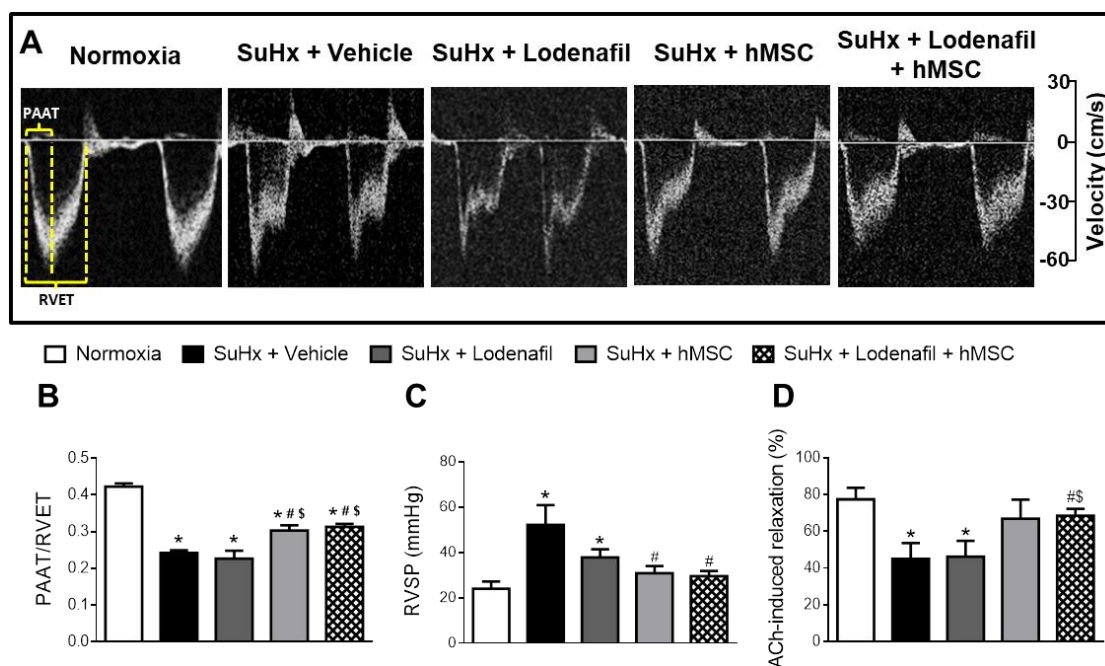 A
Normoxia
SuHx + Vehicle
SuHx + Lodenafil
SuHx + hMSC
SuHx + Lodenafil
+ hMSC
PAAT
RVET
30
0
-30
-60
Velocity (cm/s)
Normoxia
SuHx + Vehicle
SuHx + Lodenafil
SuHx + hMSC
SuHx + Lodenafil + hMSC
B
PAAT/RVET
0.5
0.4
0.3
0.2
0.1
0.0
*
*
* # $
* # $
C
RVSP (mmHg)
80
60
40
20
0
*
*
#
#
D
ACh-induced relaxation (%)
100
80
60
40
20
0
*
*
#$